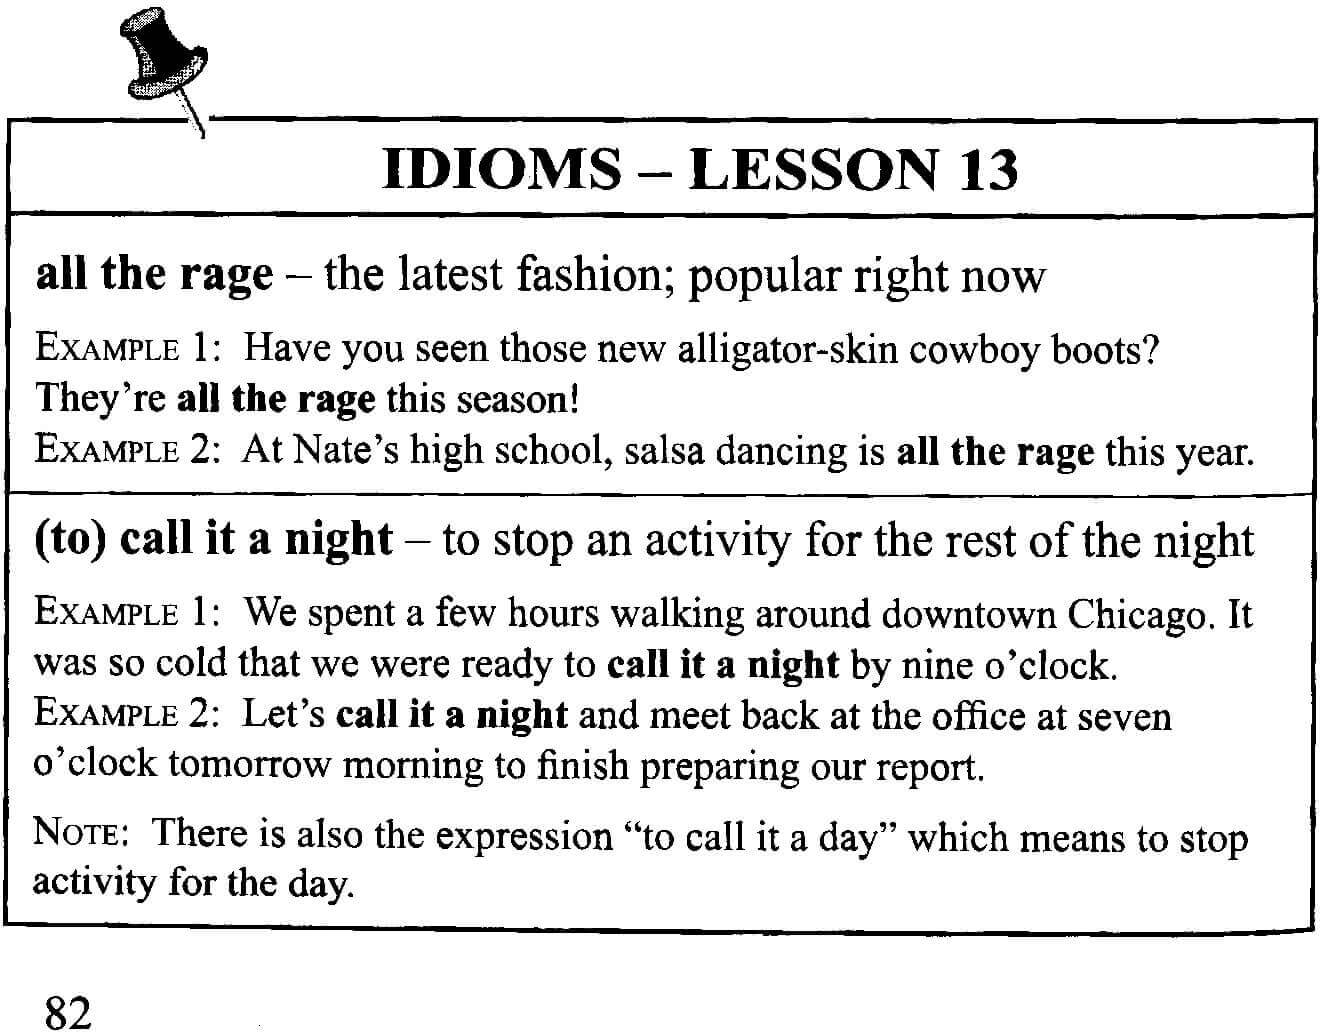 IDIOMS – LESSON 13
all the rage – the latest fashion; popular right now
EXAMPLE 1: Have you seen those new alligator-skin cowboy boots?
They're all the rage this season!
EXAMPLE 2: At Nate's high school, salsa dancing is all the rage this year.
(to) call it a night – to stop an activity for the rest of the night
EXAMPLE 1: We spent a few hours walking around downtown Chicago. It
was so cold that we were ready to call it a night by nine o'clock.
EXAMPLE 2: Let's call it a night and meet back at the office at seven
o'clock tomorrow morning to finish preparing our report.
NOTE: There is also the expression “to call it a day” which means to stop
activity for the day.
82